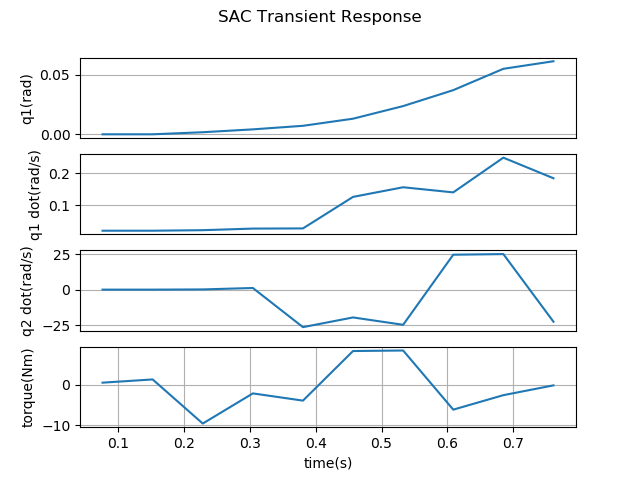 SAC Transient Response
0.05
0.00
q1(rad)
0.2
0.1
q1 dot(rad/s)
25
0
−25
q2 dot(rad/s)
0
−10
torque(Nm)
0.1 0.2 0.3 0.4 0.5 0.6 0.7
time(s)